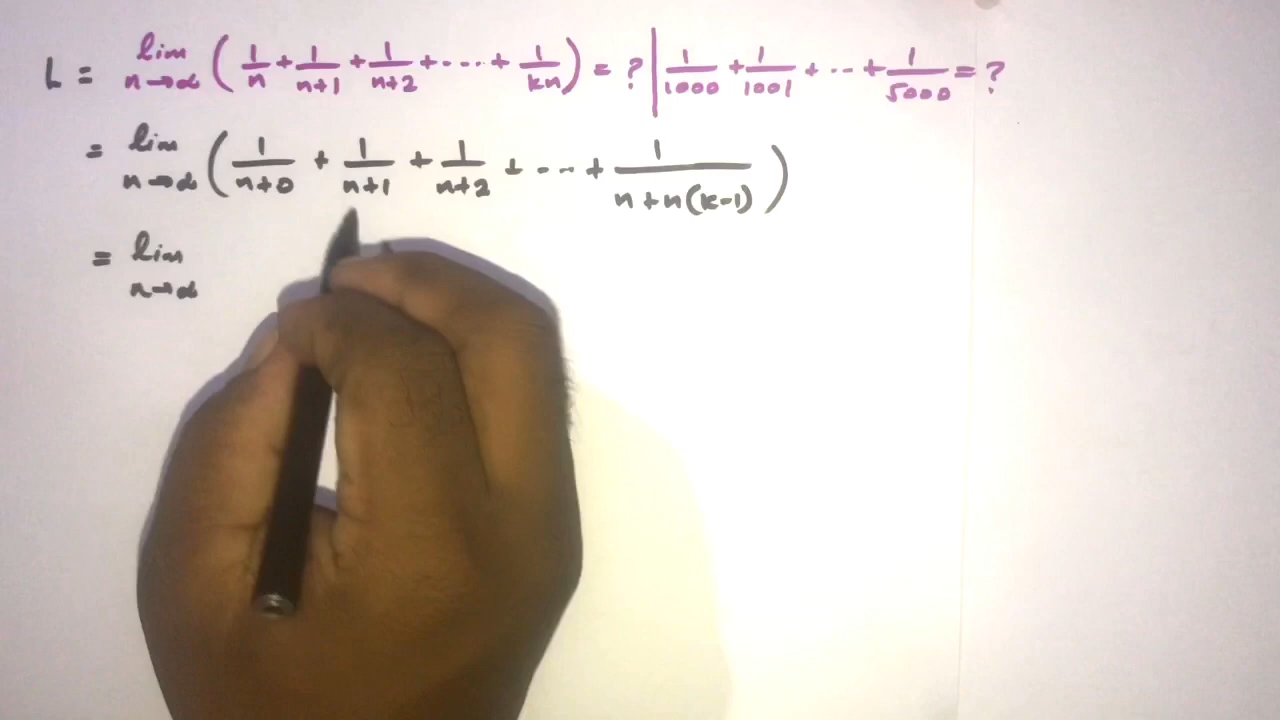 L = lim n→∞ ( 1/n + 1/n+1 + 1/n+2 + ... + 1/kn ) = ? | 1/1000 + 1/1001 + ... + 1/5000 = ?
= lim n→∞ ( 1/n+0 + 1/n+1 + 1/n+2 + ... + 1/n+n(k-1) )
= lim n→∞